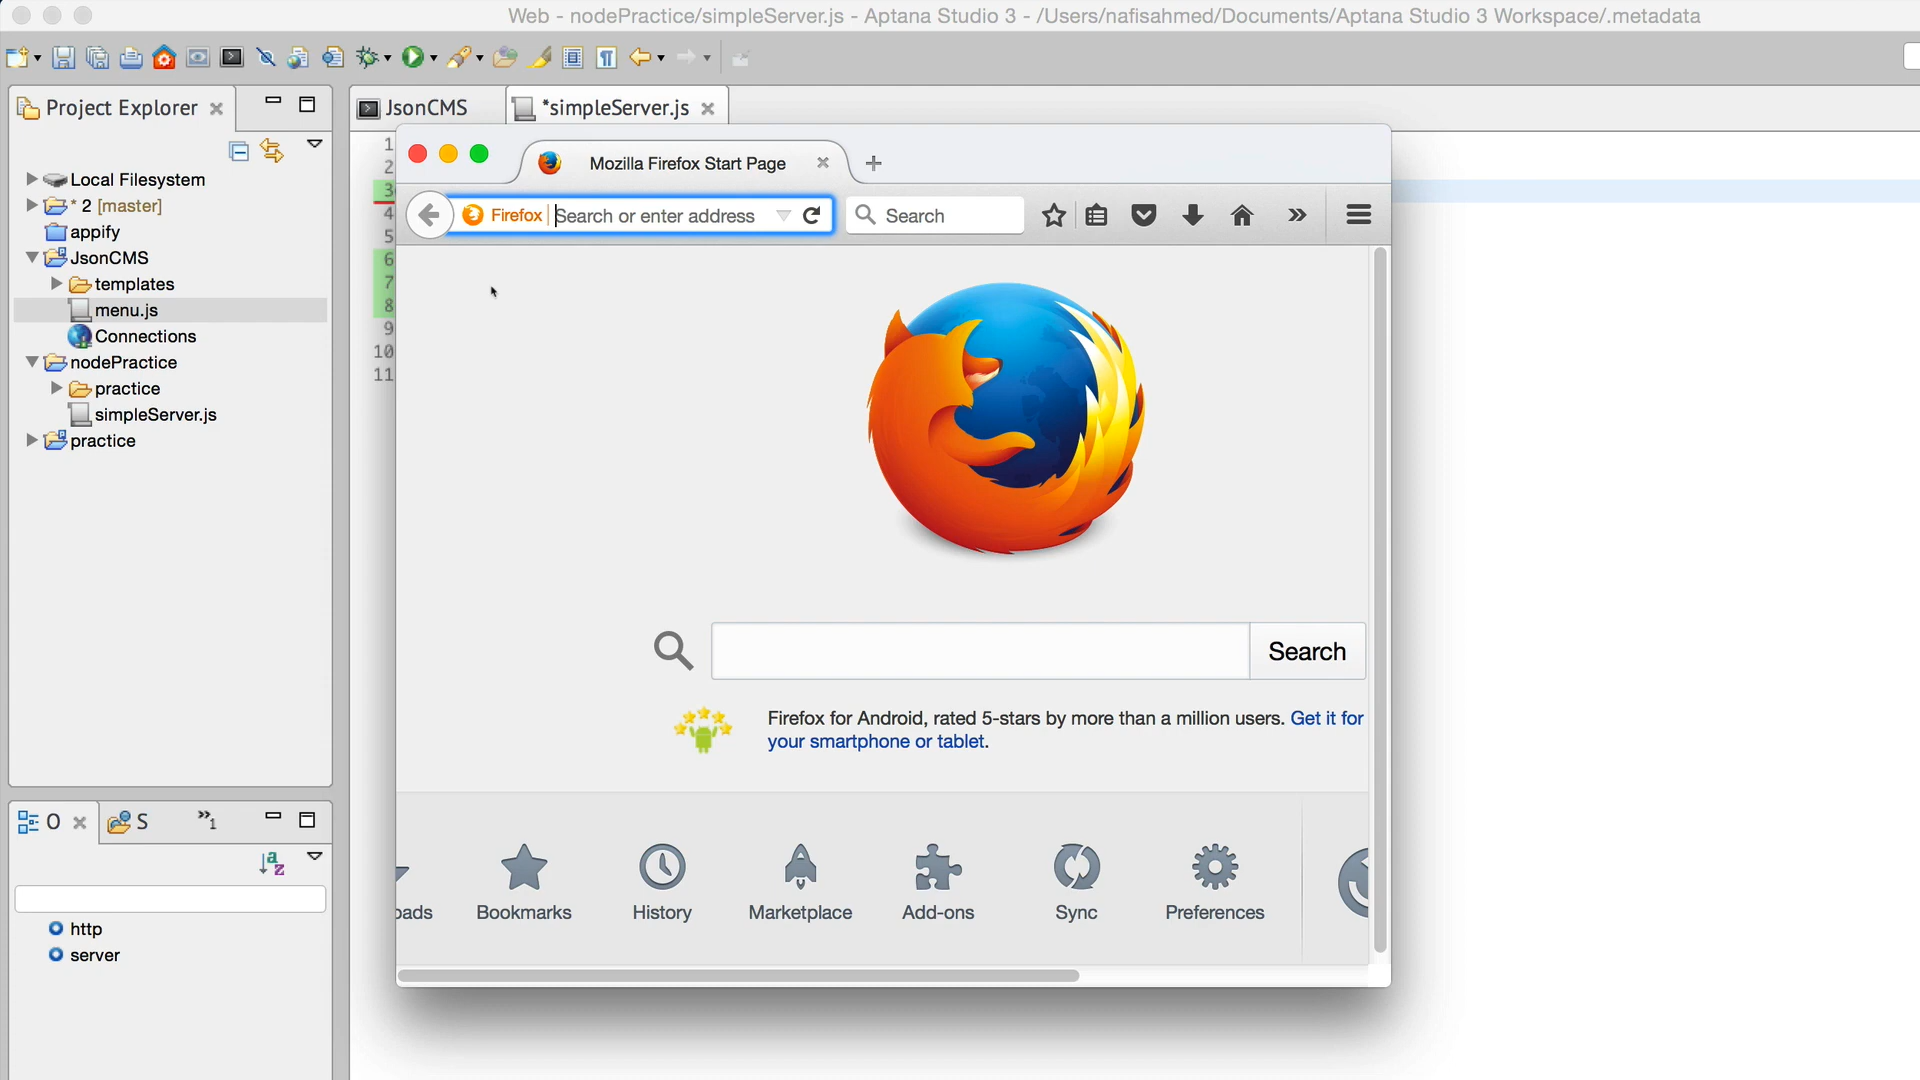 Web - nodePractice/simpleServer.js - Aptana Studio 3 - /Users/nafisahmed/Documents/Aptana Studio 3 Workspace/.metadata
Project Explorer
JsonCMS
*simpleServer.js
Local Filesystem
* 2 [master]
appify
JsonCMS
templates
menu.js
Connections
nodePractice
practice
simpleServer.js
practice
1
2
3
4
5
6
7
8
9
10
11
Mozilla Firefox Start Page
Firefox
Search or enter address
Search
Search
Firefox for Android, rated 5-stars by more than a million users. Get it for
your smartphone or tablet.
oads
Bookmarks
History
Marketplace
Add-ons
Sync
Preferences
O
S
»1
http
server